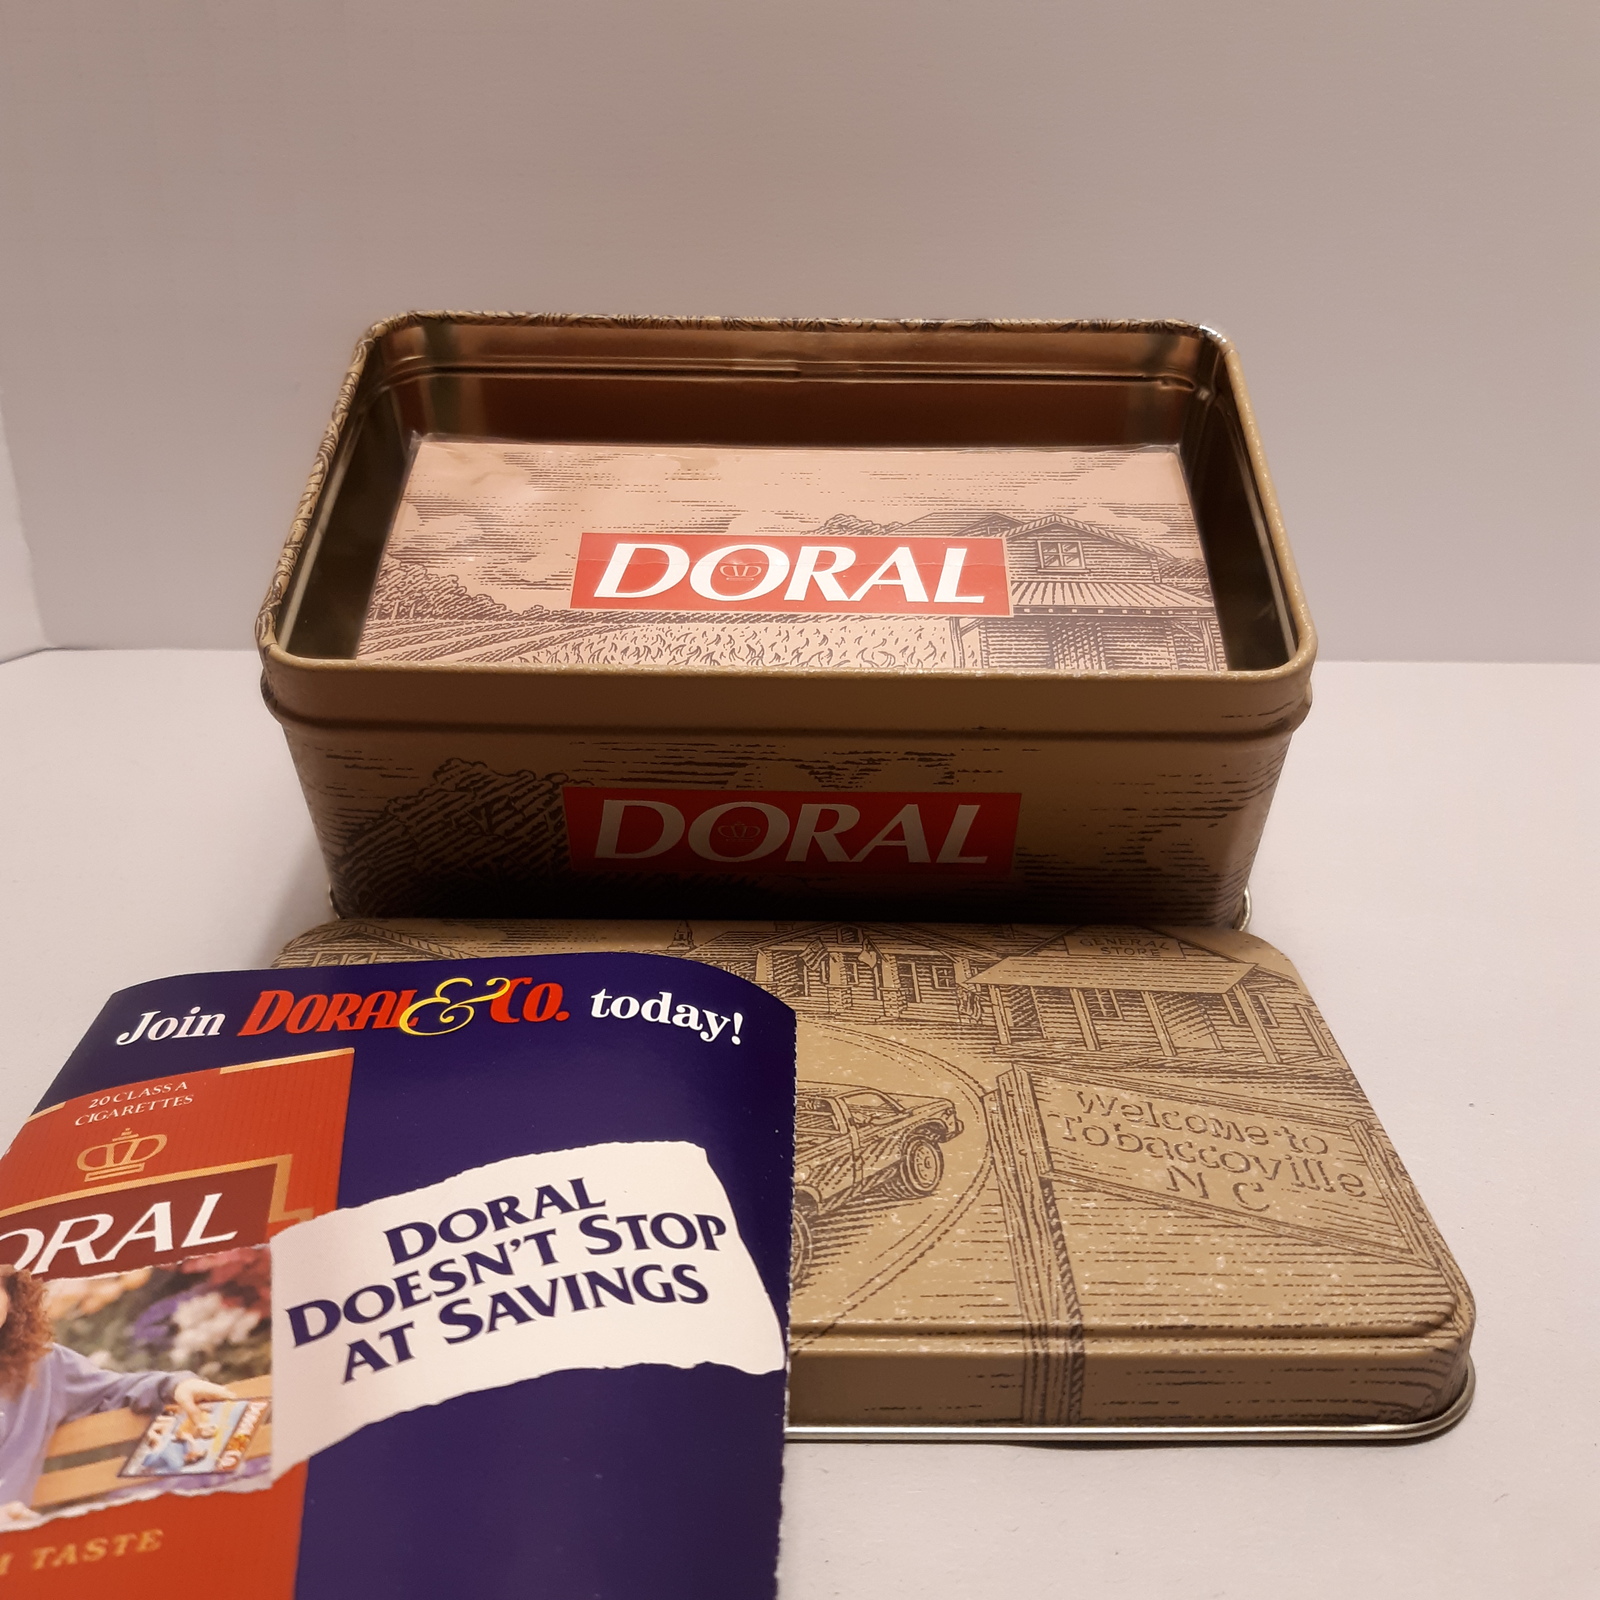 DORAL
DORAL
GENERAL
STORE
Join DORAL & CO. today!
20 CLASS A
CIGARETTES
ORAL
DORAL
DOESN'T STOP
AT SAVINGS
Welcome to
Tobaccoville
N C
TASTE